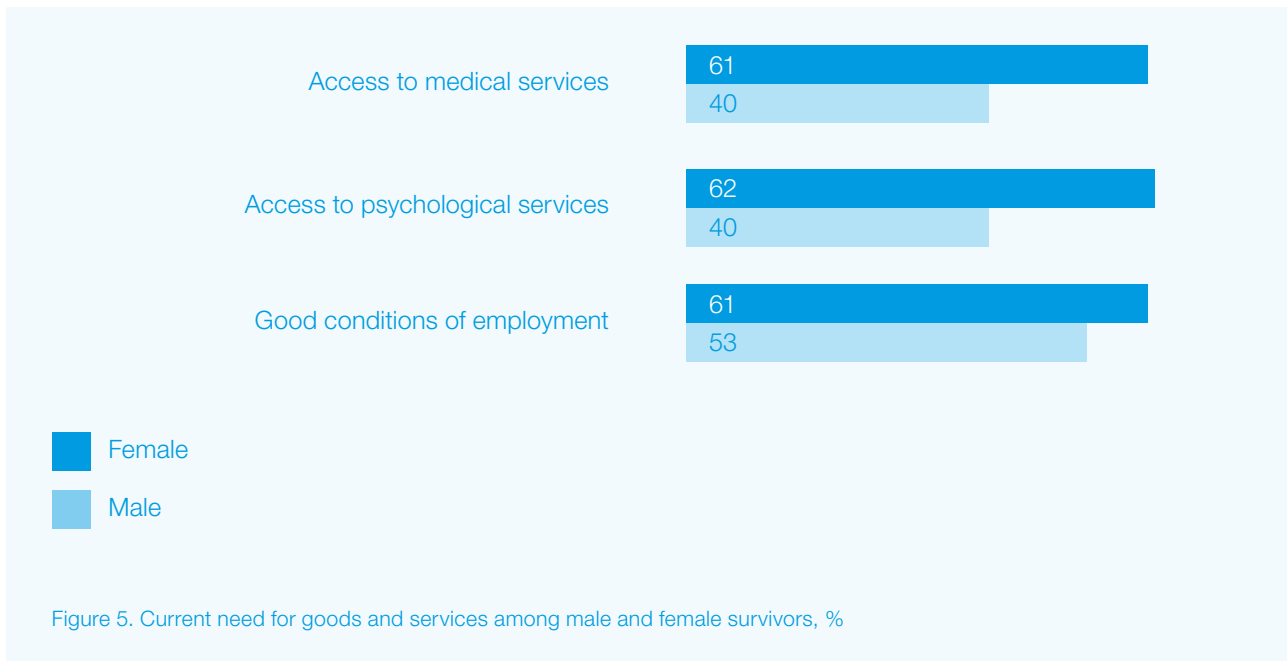 Access to medical services
61
40
Access to psychological services
62
40
Good conditions of employment
61
53
Female
Male
Figure 5. Current need for goods and services among male and female survivors, %